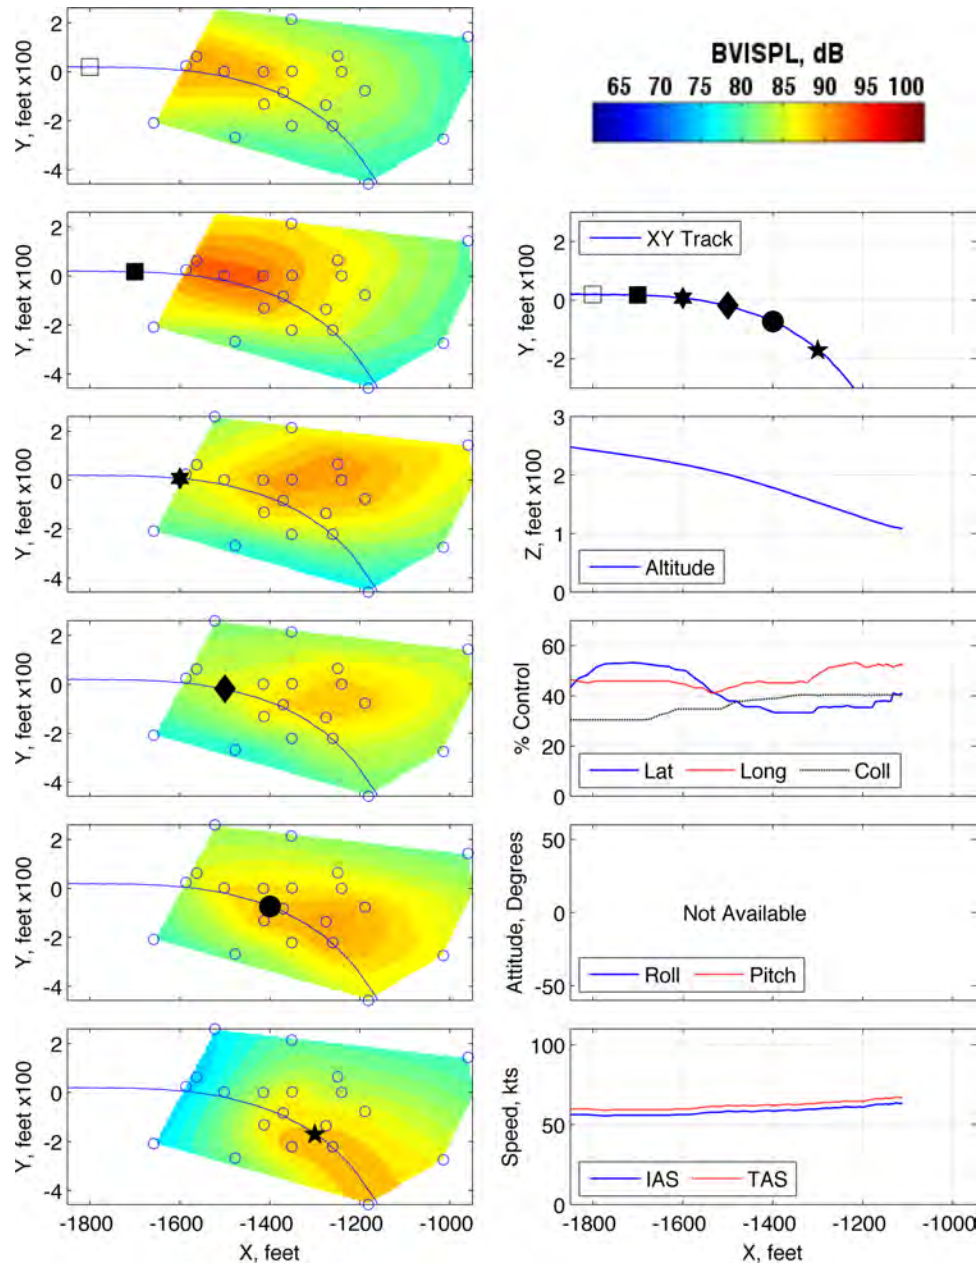 BVISPL, dB
65 70 75 80 85 90 95 100
Y, feet x100
2
0
-2
-4
Y, feet x100
2
0
-2
-4
XY Track
Y, feet x100
2
0
-2
Y, feet x100
2
0
-2
-4
Z, feet x100
3
2
1
0
Altitude
Y, feet x100
2
0
-2
-4
% Control
60
40
20
0
Lat Long Coll
Y, feet x100
2
0
-2
-4
Attitude, Degrees
50
0
-50
Not Available
Roll Pitch
Y, feet x100
2
0
-2
-4
-1800 -1600 -1400 -1200 -1000
X, feet
Speed, kts
100
50
0
IAS TAS
-1800 -1600 -1400 -1200 -1000
X, feet